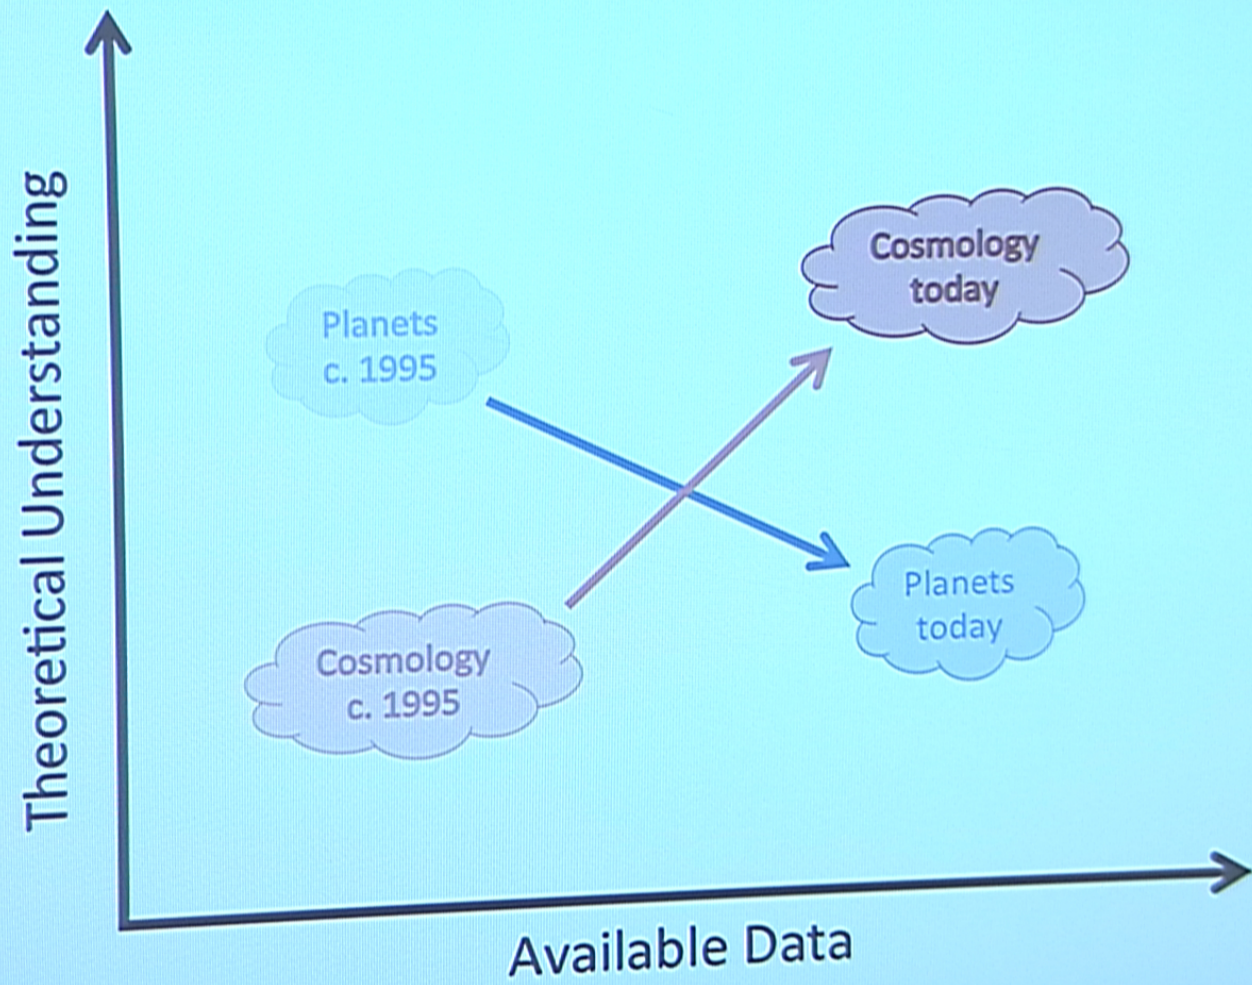 Theoretical Understanding
Planets
c. 1995
Cosmology
today
Planets
today
Cosmology
c. 1995
Available Data